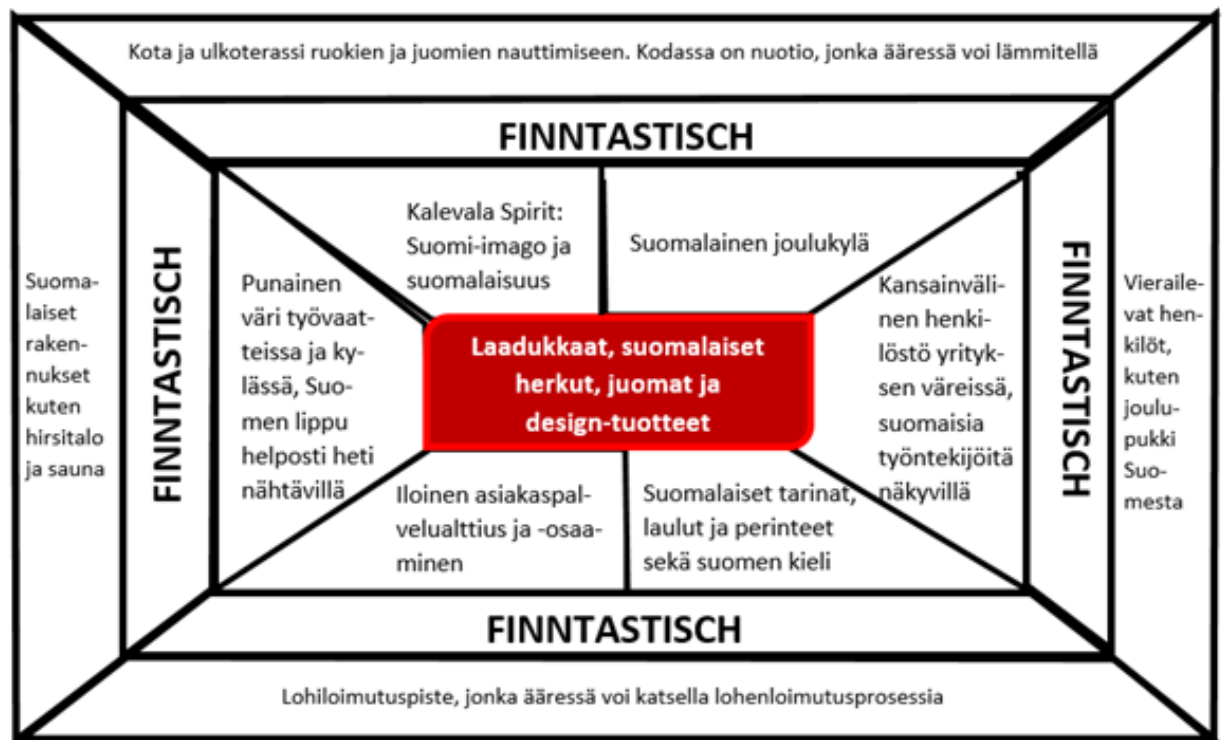 Kota ja ulkoterassi ruokien ja juomien nauttimiseen. Kodassa on nuotio, jonka ääressä voi lämmitellä
FINNTASTISCH
Suoma-
laiset
raken-
nukset
kuten
hirsitalo
ja sauna
FINNTASTISCH
Punainen
väri työvaat-
teissa ja ky-
lässä, Suo-
men lippu
helposti heti
nähtävillä
Kalevala Spirit:
Suomi-imago ja
suomalaisuus
Suomalainen joulukylä
Laadukkaat, suomalaiset
herkut, juomat ja
design-tuotteet
Kansainväli-
nen henki-
löstö yrityk-
sen väreissä,
suomaisia
työntekijöitä
näkyvillä
FINNTASTISCH
Vieraile-
vat hen-
kilöt,
kuten
joulu-
pukki
Suo-
mesta
Iloinen asiakaspal-
velualttius ja -osaa-
minen
Suomalaiset tarinat,
laulut ja perinteet
sekä suomen kieli
FINNTASTISCH
Lohiloimutuspiste, jonka ääressä voi katsella lohenloimutusprosessia